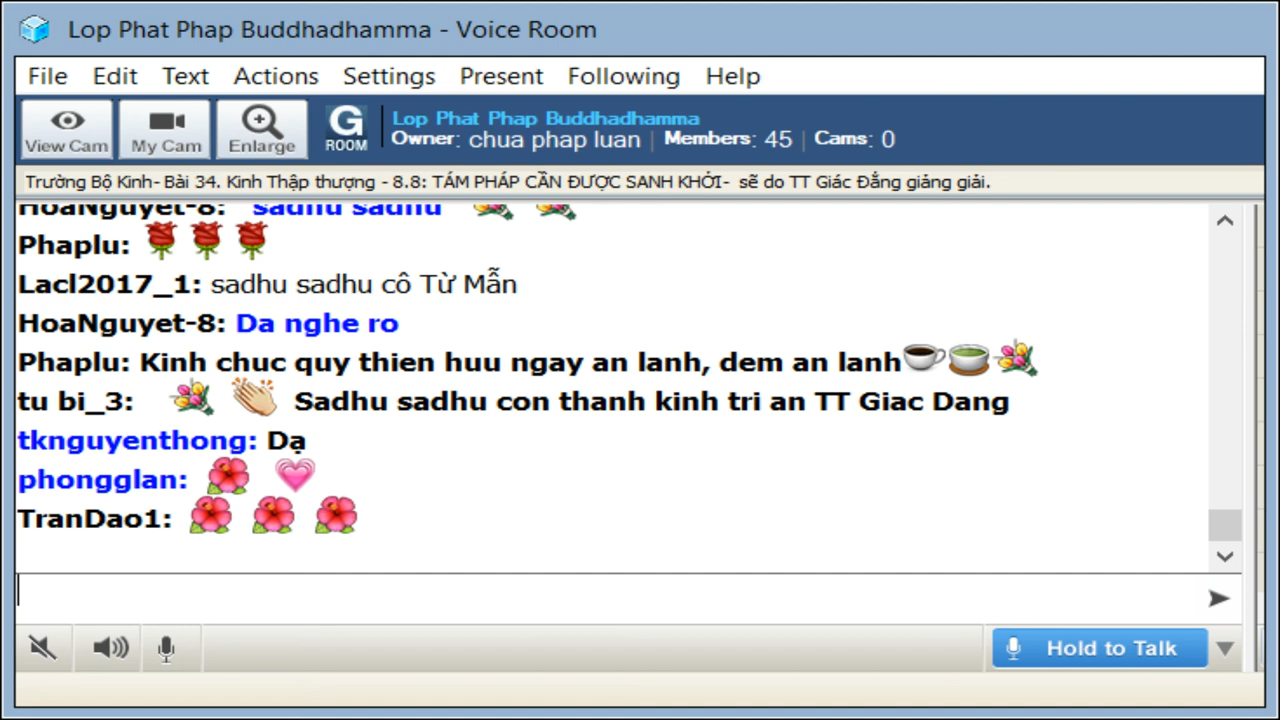 Lop Phat Phap Buddhadhamma - Voice Room
File Edit Text Actions Settings Present Following Help
View Cam My Cam Enlarge G ROOM
Lop Phat Phap Buddhadhamma
Owner: chua phap luan | Members: 45 | Cams: 0
Trường Bộ Kinh- Bài 34. Kinh Thập thượng - 8.8: TÁM PHÁP CẦN ĐƯỢC SANH KHỞI- sẽ do TT Giác Đẳng giảng giải.
HoaNguyet-8: sadhu sadhu
Phaplu:
Lacl2017_1: sadhu sadhu cô Từ Mẫn
HoaNguyet-8: Da nghe ro
Phaplu: Kinh chuc quy thien huu ngay an lanh, dem an lanh
tu bi_3: Sadhu sadhu con thanh kinh tri an TT Giac Dang
tknguyenthong: Dạ
phongglan:
TranDao1:
Hold to Talk